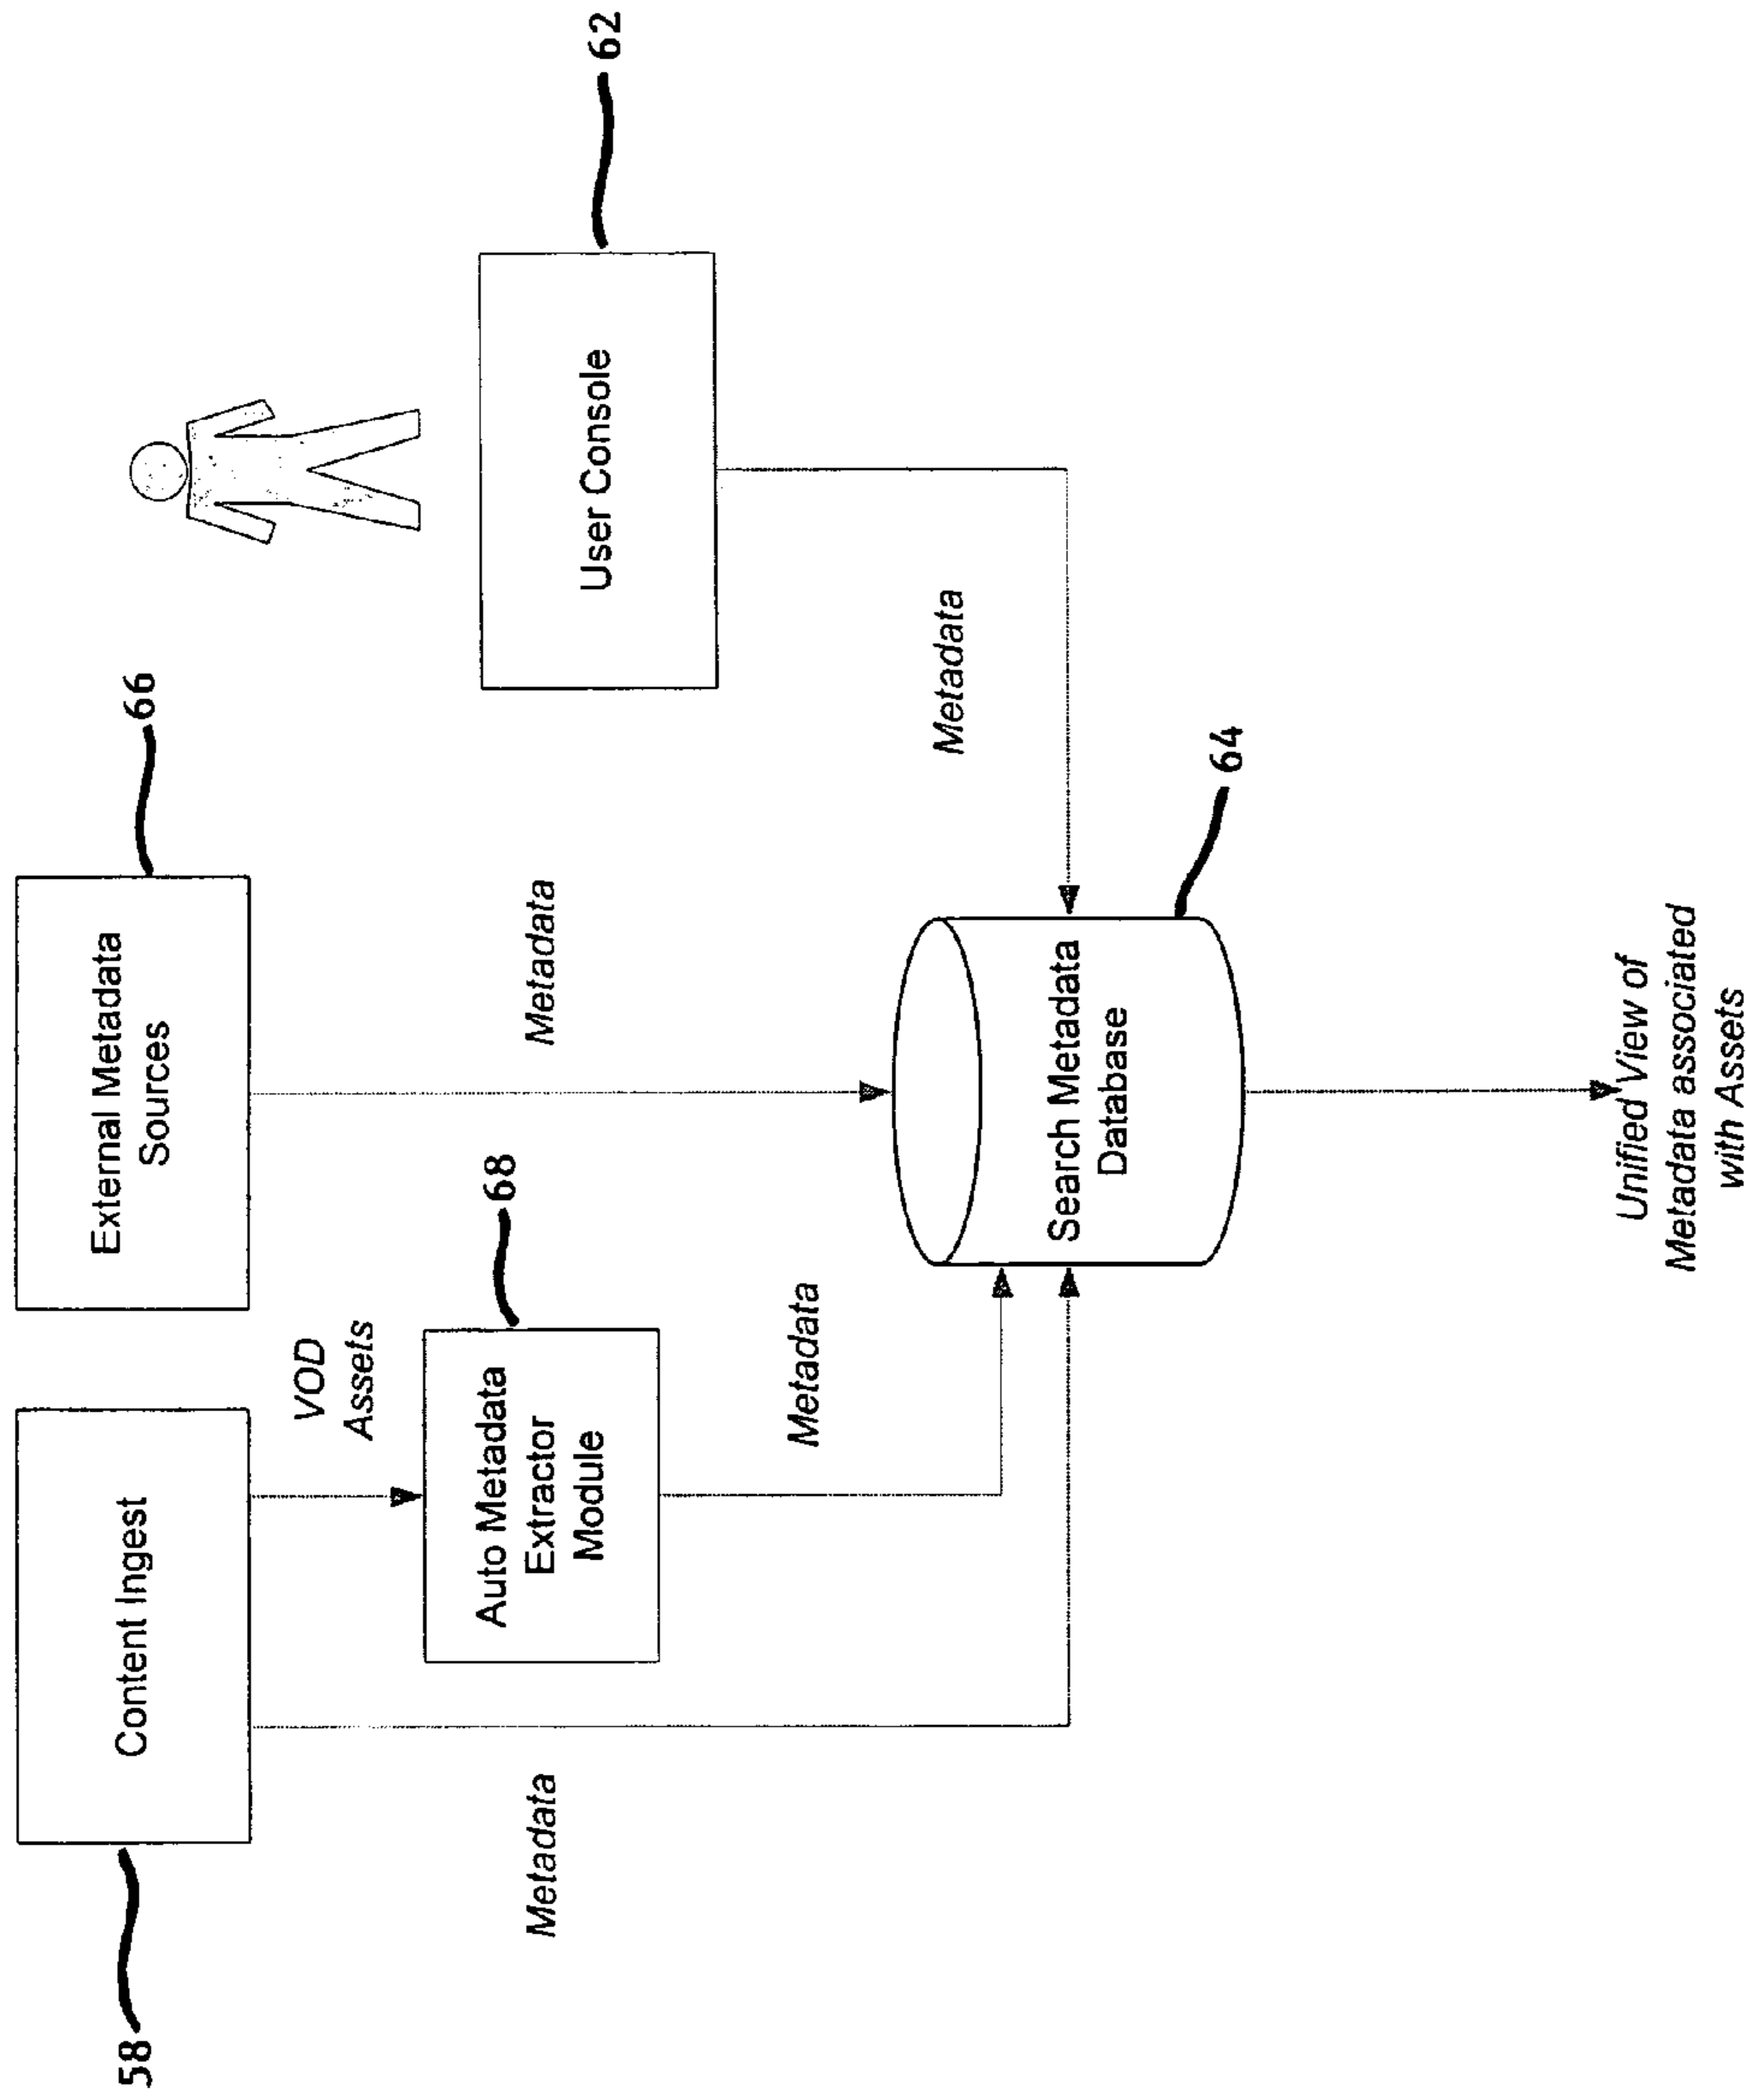 58
Content Ingest
External Metadata
Sources
66
VOD
Assets
68
Auto Metadata
Extractor
Module
Metadata
Metadata
Metadata
62
User Console
Metadata
64
Search Metadata
Database
Unified View of
Metadata associated
with Assets